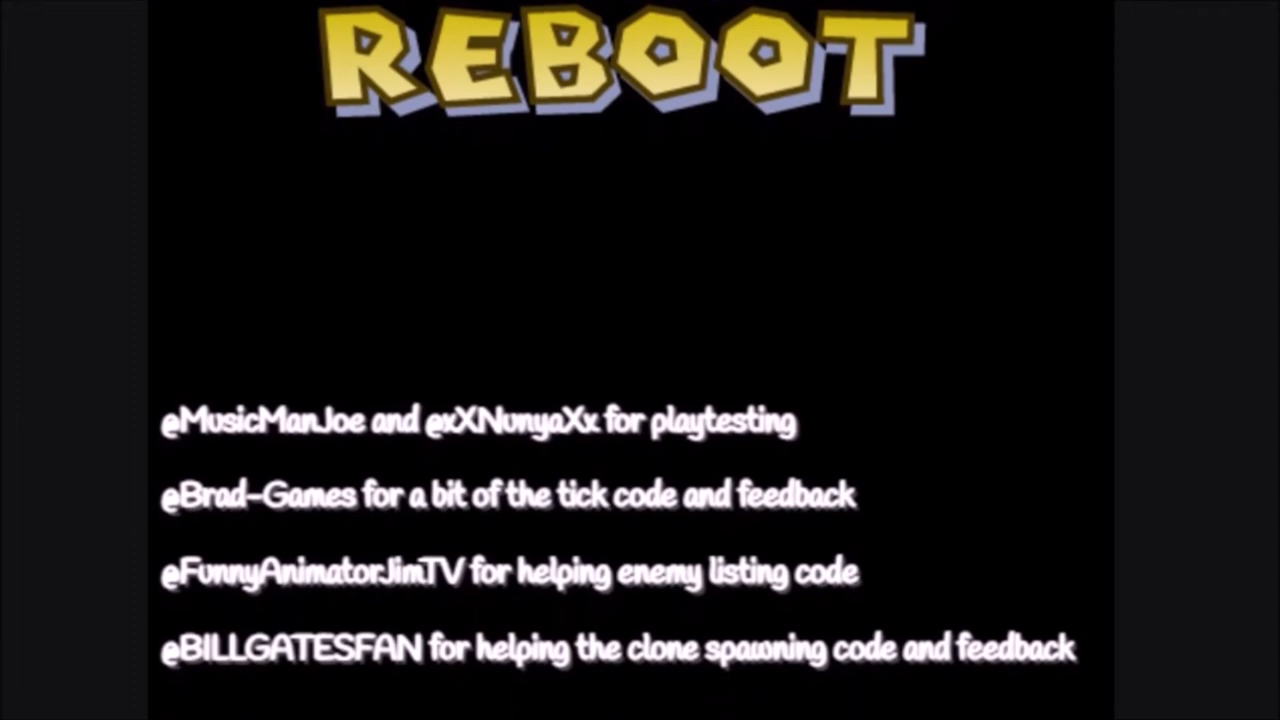 REBOOT
@MusicManJoe and @xXNunyaXx for playtesting
@Brad-Games for a bit of the tick code and feedback
@FunnyAnimatorJimTV for helping enemy listing code
@BILLGATESFAN for helping the clone spawning code and feedback